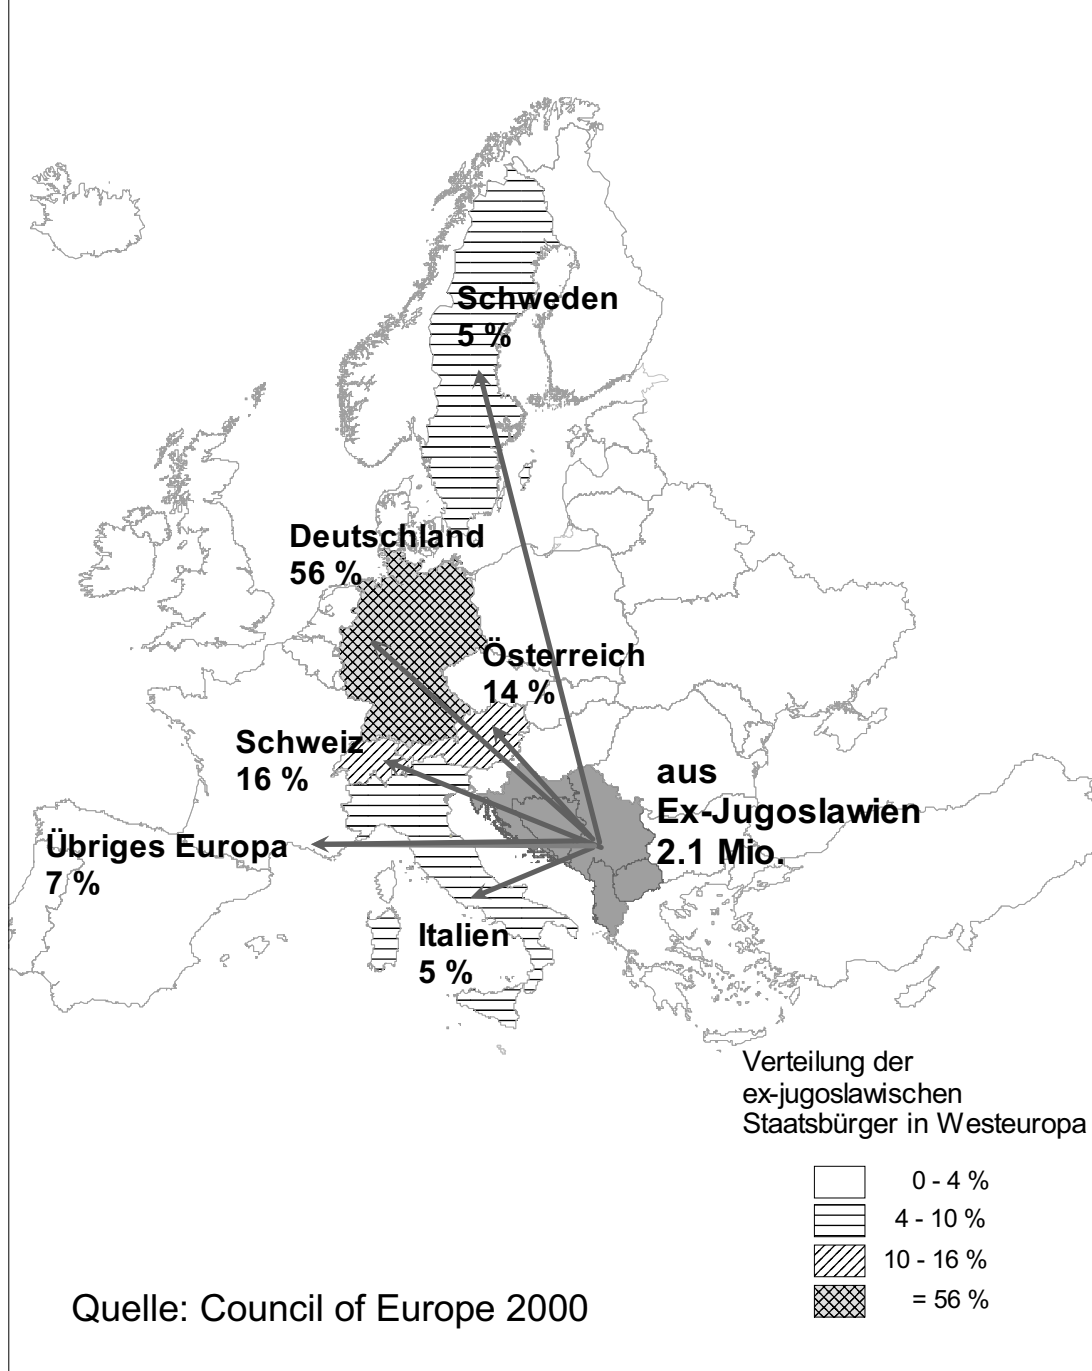 Schweden
5 %
Deutschland
56 %
Österreich
14 %
Schweiz
16 %
aus
Ex-Jugoslawien
2.1 Mio.
Übriges Europa
7 %
Italien
5 %
Verteilung der
ex-jugoslawischen
Staatsbürger in Westeuropa
0 - 4 %
4 - 10 %
10 - 16 %
= 56 %
Quelle: Council of Europe 2000